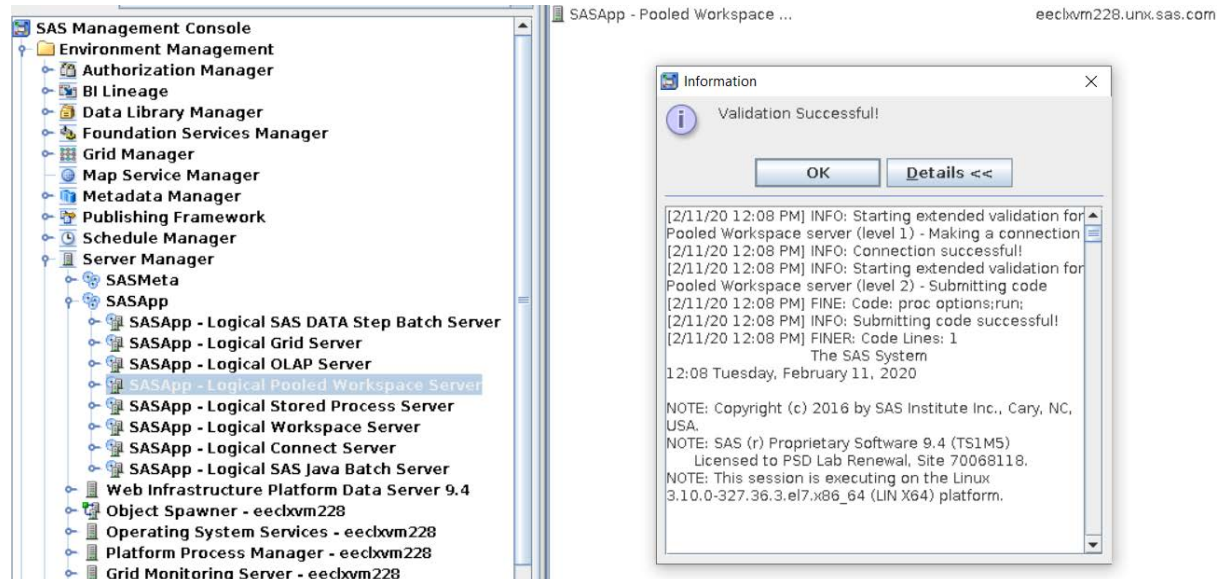 SAS Management Console
Environment Management
Authorization Manager
BI Lineage
Data Library Manager
Foundation Services Manager
Grid Manager
Map Service Manager
Metadata Manager
Publishing Framework
Schedule Manager
Server Manager
SASMeta
SASApp
SASApp - Logical SAS DATA Step Batch Server
SASApp - Logical Grid Server
SASApp - Logical OLAP Server
SASApp - Logical Pooled Workspace Server
SASApp - Logical Stored Process Server
SASApp - Logical Workspace Server
SASApp - Logical Connect Server
SASApp - Logical SAS Java Batch Server
Web Infrastructure Platform Data Server 9.4
Object Spawner - eeclxvm228
Operating System Services - eeclxvm228
Platform Process Manager - eeclxvm228
Grid Monitoring Server - eeclxvm228
SASApp - Pooled Workspace ... eeclxvm228.unx.sas.com
Information
Validation Successful!
OK Details <<
[2/11/20 12:08 PM] INFO: Starting extended validation for
Pooled Workspace server (level 1) - Making a connection
[2/11/20 12:08 PM] INFO: Connection successful!
[2/11/20 12:08 PM] INFO: Starting extended validation for
Pooled Workspace server (level 2) - Submitting code
[2/11/20 12:08 PM] FINE: Code: proc options;run;
[2/11/20 12:08 PM] INFO: Submitting code successful!
[2/11/20 12:08 PM] FINER: Code Lines: 1
The SAS System
12:08 Tuesday, February 11, 2020
NOTE: Copyright (c) 2016 by SAS Institute Inc., Cary, NC,
USA.
NOTE: SAS (r) Proprietary Software 9.4 (TS1M5)
Licensed to PSD Lab Renewal, Site 70068118.
NOTE: This session is executing on the Linux
3.10.0-327.36.3.el7.x86_64 (LIN X64) platform.